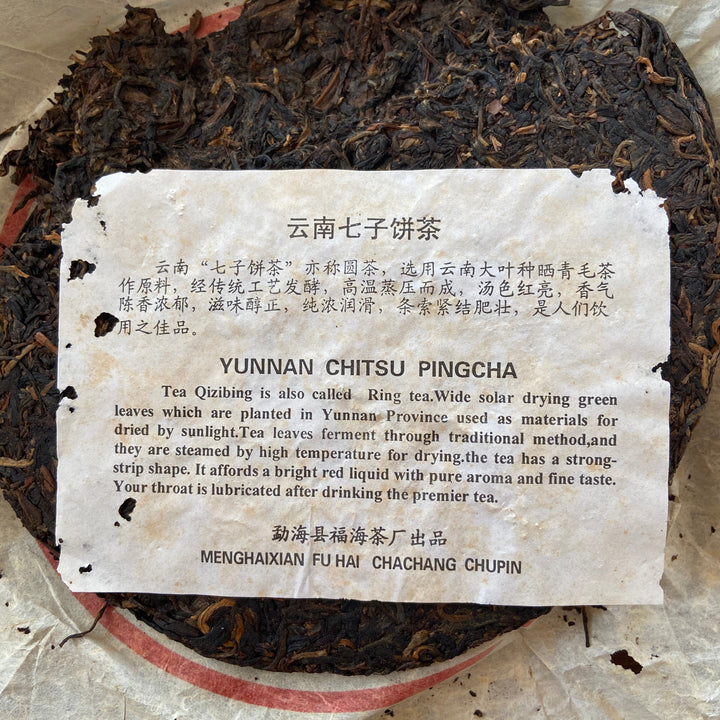 云南七子饼茶
云南“七子饼茶”亦称圆茶，选用云南大叶种晒青毛茶
作原料，经传统工艺发酵，高温蒸压而成，汤色红亮，香气
陈香浓郁，滋味醇正，纯浓润滑，条索紧结肥壮，是人们饮
用之佳品。
YUNNAN CHITSU PINGCHA
Tea Qizibing is also called Ring tea.Wide solar drying green
leaves which are planted in Yunnan Province used as materials for
dried by sunlight.Tea leaves ferment through traditional method,and
they are steamed by high temperature for drying.the tea has a strong-
strip shape. It affords a bright red liquid with pure aroma and fine taste.
Your throat is lubricated after drinking the premier tea.
勐海县福海茶厂出品
MENGHAIXIAN FU HAI CHACHANG CHUPIN